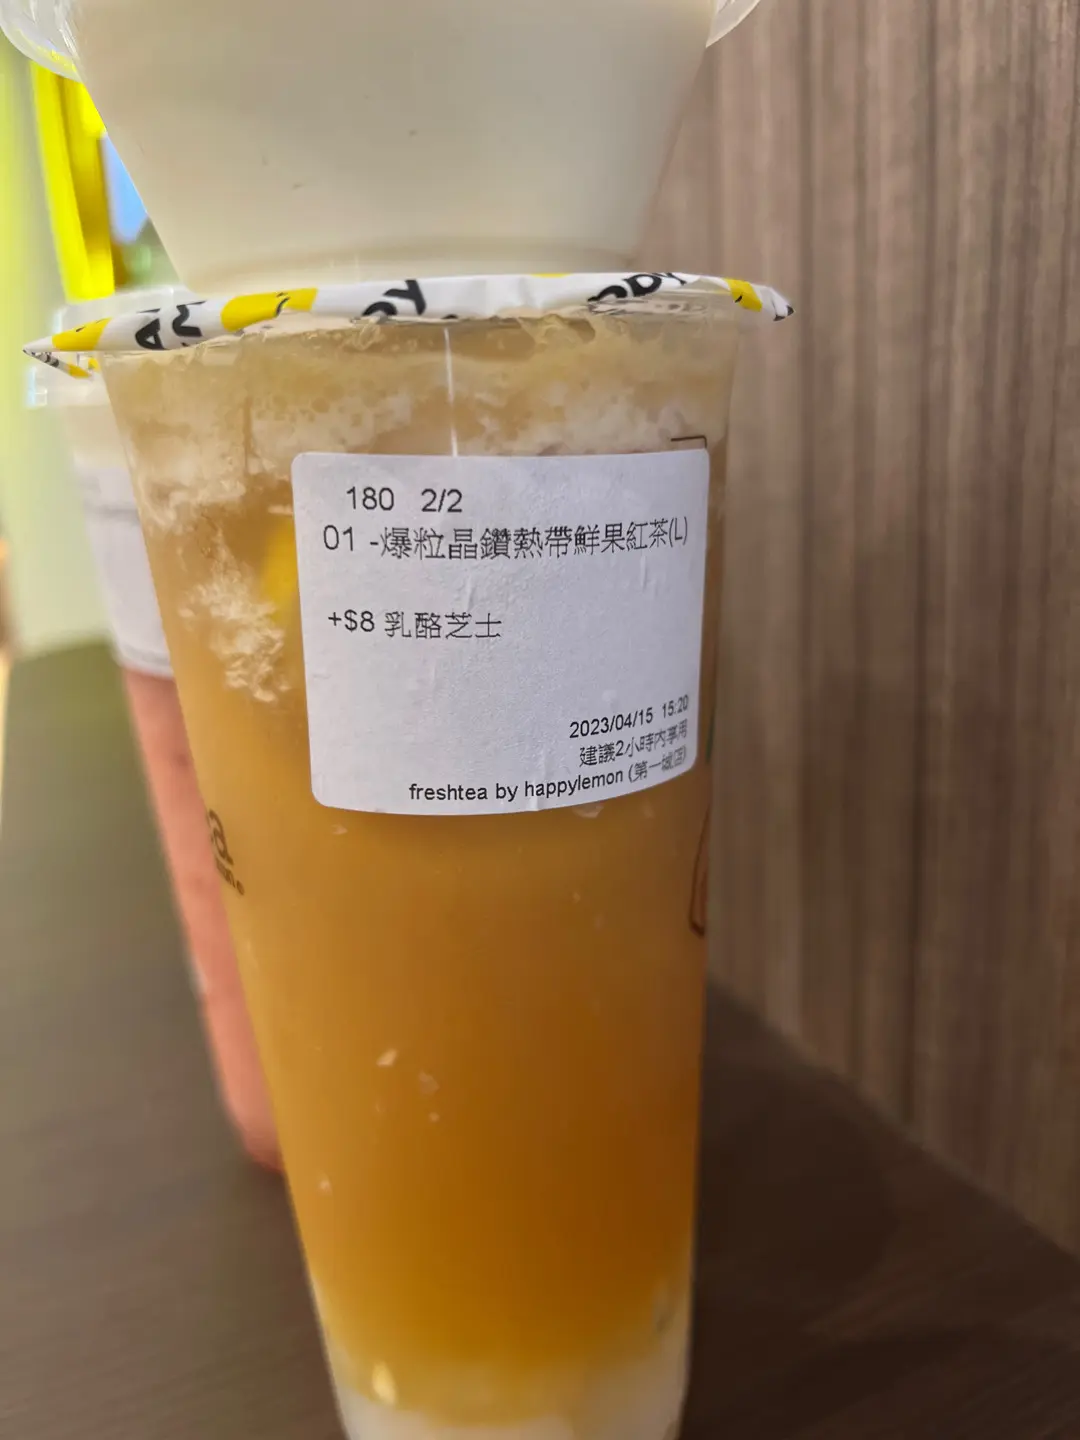 180 2/2
01 -爆粒晶鑽熱帶鮮果紅茶(L)
+$8 乳酪芝士
2023/04/15 15:20
建議2小時內享用
freshtea by happylemon (第一城店)